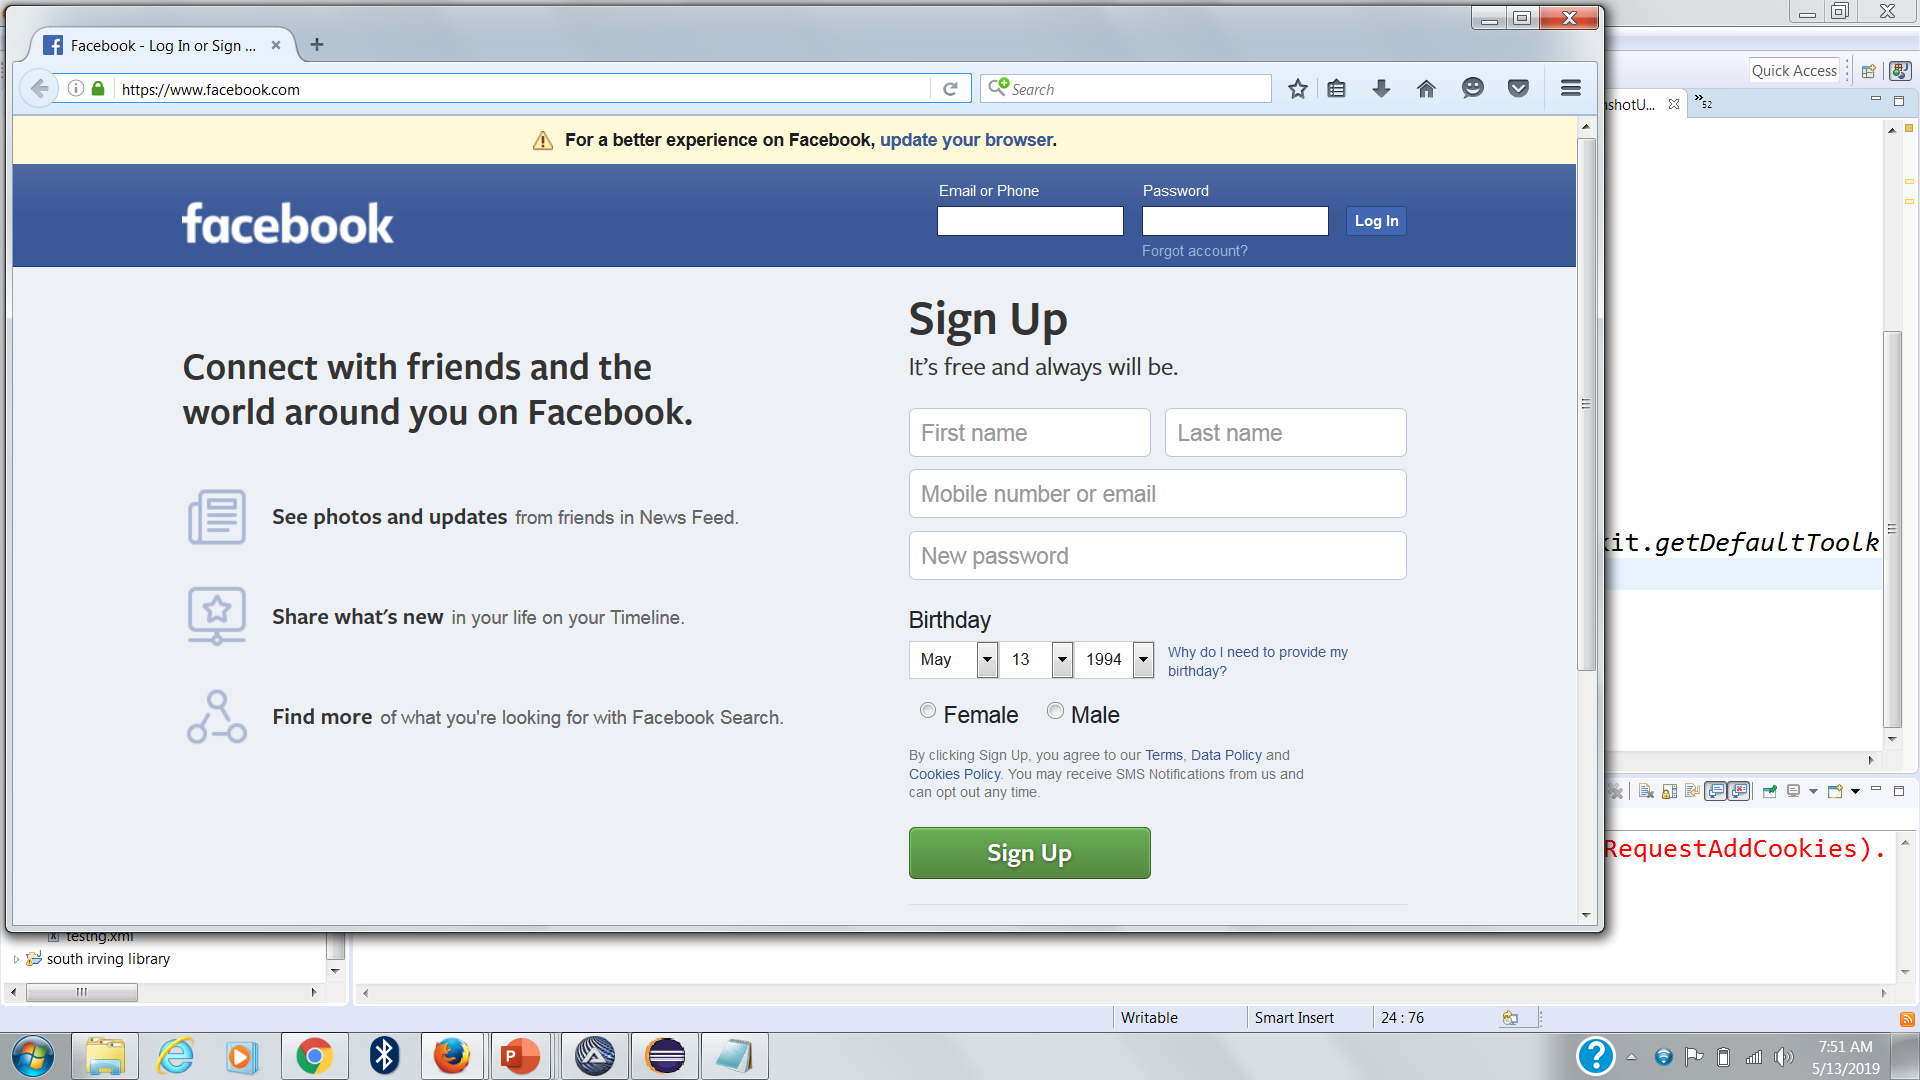 Facebook - Log In or Sign ...
https://www.facebook.com
Search
For a better experience on Facebook, update your browser.
facebook
Email or Phone
Password
Log In
Forgot account?
Connect with friends and the
world around you on Facebook.
See photos and updates from friends in News Feed.
Share what's new in your life on your Timeline.
Find more of what you're looking for with Facebook Search.
Sign Up
It's free and always will be.
First name
Last name
Mobile number or email
New password
Birthday
May
13
1994
Why do I need to provide my
birthday?
Female
Male
By clicking Sign Up, you agree to our Terms, Data Policy and
Cookies Policy. You may receive SMS Notifications from us and
can opt out any time.
Sign Up
Quick Access
nshotU...
»52
kit.getDefaultToolk
RequestAddCookies).
testng.xml
south irving library
Writable
Smart Insert
24 : 76
7:51 AM
5/13/2019